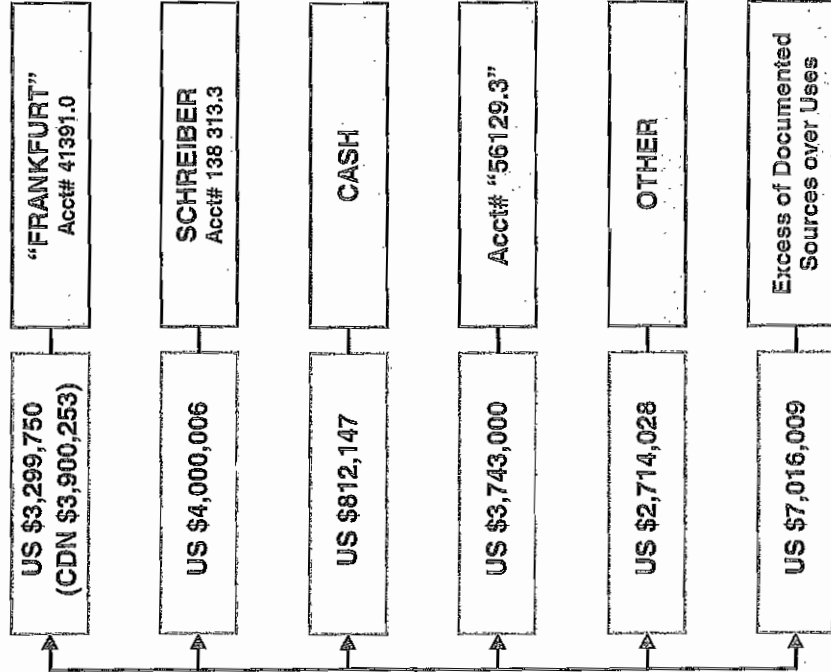 US $3,299,750
(CDN $3,900,253)
"FRANKFURT"
Acct# 41391.0
US $4,000,006
SCHREIBER
Acct# 138 313.3
US $812,147
CASH
US $3,743,000
Acct# "56129.3"
US $2,714,028
OTHER
US $7,016,009
Excess of Documented
Sources over Uses